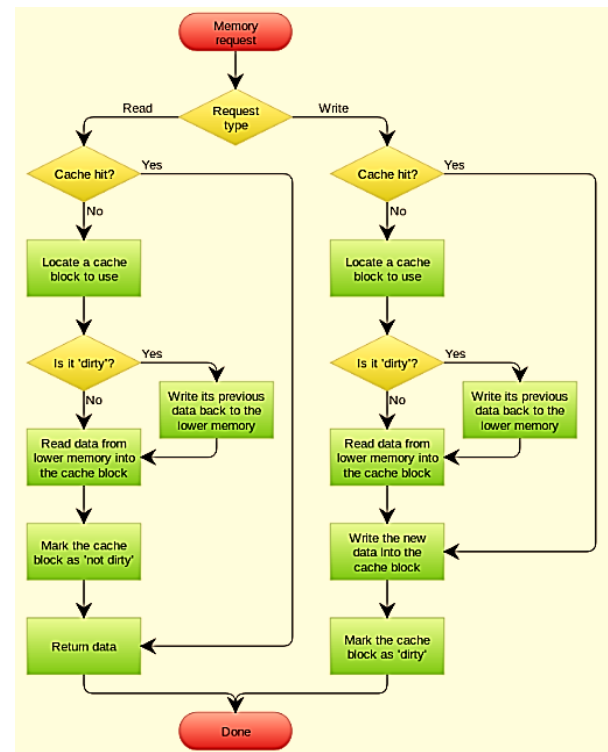 Memory
request
Read
Request
type
Write
Cache hit?
Yes
No
Locate a cache
block to use
Is it 'dirty'?
Yes
No
Write its previous
data back to the
lower memory
Read data from
lower memory into
the cache block
Mark the cache
block as 'not dirty'
Return data
Cache hit?
Yes
No
Locate a cache
block to use
Is it 'dirty'?
Yes
No
Write its previous
data back to the
lower memory
Read data from
lower memory into
the cache block
Write the new
data into the
cache block
Mark the cache
block as 'dirty'
Done